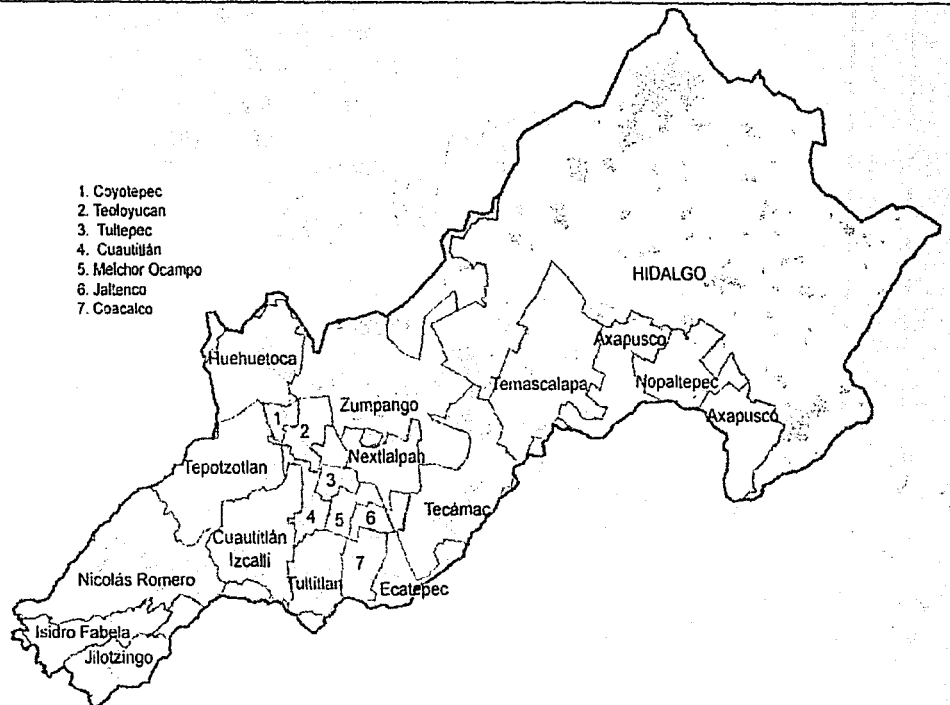 1. Coyotepec
2. Teoloyucan
3. Tultepec
4. Cuautitlán
5. Melchor Ocampo
6. Jaltenco
7. Coacalco
HIDALGO
Huehuetoca
Axapusco
Temascalapa
Nopaltepec
Zumpango
Axapusco
1
2
Nextlalpan
Tepotzotlan
3
Tecámac
4
5
6
Cuautitlán
Izcalli
7
Nicolás Romero
Tultitlan
Ecatepec
Isidro Fabela
Jilotzingo